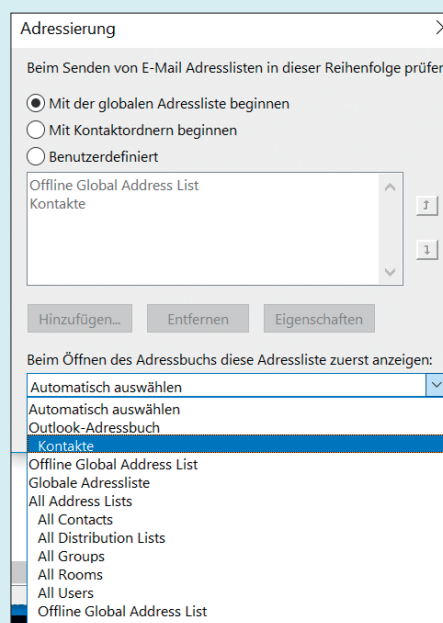 Adressierung
Beim Senden von E-Mail Adresslisten in dieser Reihenfolge prüfen
Mit der globalen Adressliste beginnen
Mit Kontaktordnern beginnen
Benutzerdefiniert
Offline Global Address List
Kontakte
Hinzufügen... Entfernen Eigenschaften
Beim Öffnen des Adressbuchs diese Adressliste zuerst anzeigen:
Automatisch auswählen
Automatisch auswählen
Outlook-Adressbuch
Kontakte
Offline Global Address List
Globale Adressliste
All Address Lists
All Contacts
All Distribution Lists
All Groups
All Rooms
All Users
Offline Global Address List